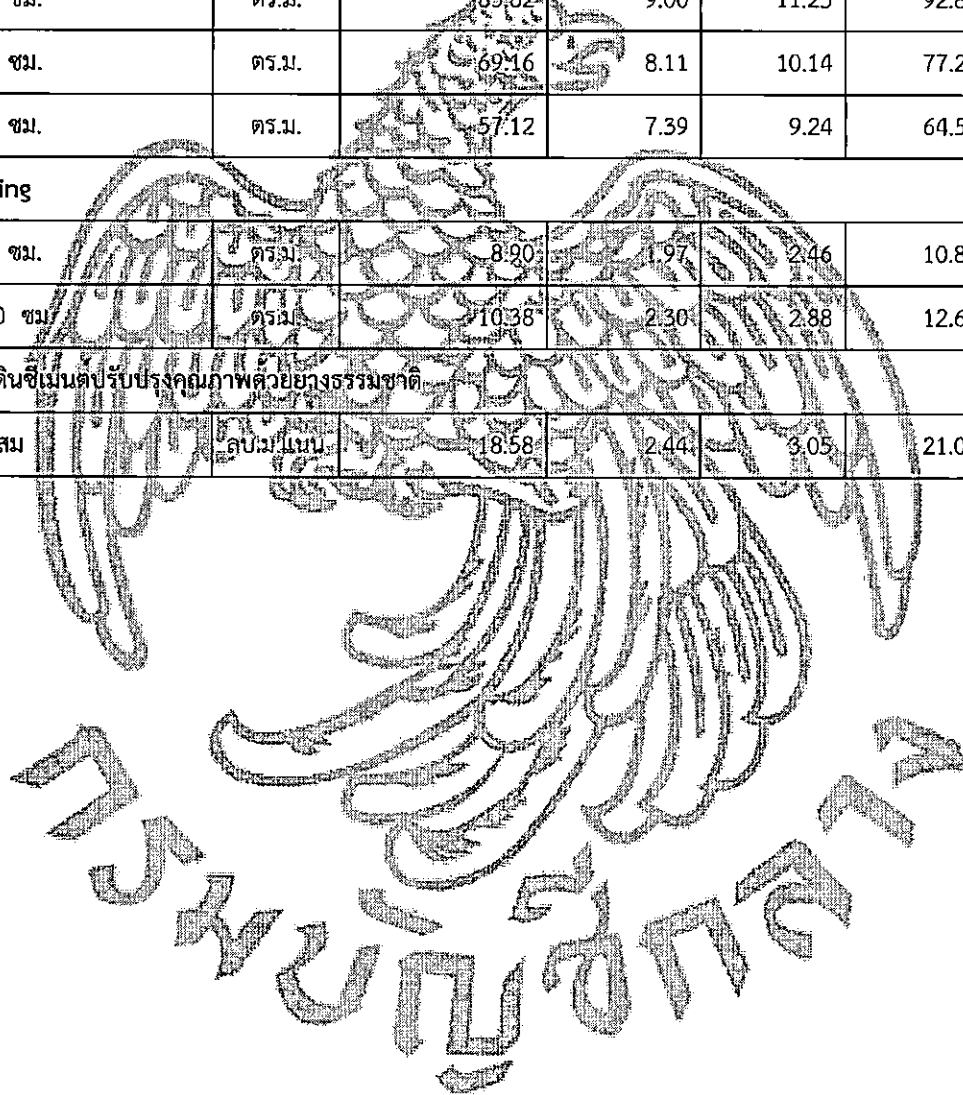 ซม. ตร.ม. 9.00 11.25
ซม. ตร.ม. 69.16 8.11 10.14 77.2
ซม. ตร.ม. 57.12 7.39 9.24 64.5
ing
ซม. ตร.ม. 8.90 1.97 2.46 10.8
0 ซม. ตร.ม. 10.38 2.30 2.88 12.6
ดินซีเมนต์ปรับปรุงคุณภาพด้วยยางธรรมชาติ
สม ลบ.ม.แน่น 18.58 2.44 3.05 21.0
กรมบัญชีกลาง